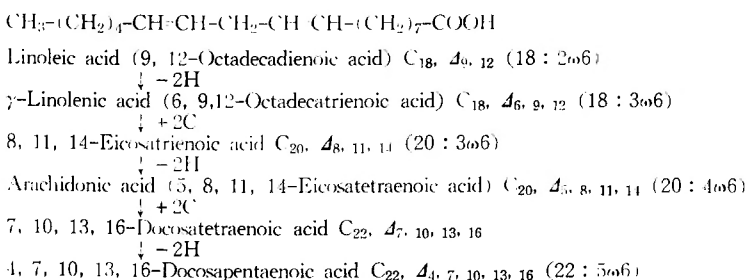 CH₃-(CH₂)₄-CH=CH-CH₂-CH CH-(CH₂)₇-COOH
Linoleic acid (9, 12-Octadecadienoic acid) C₁₈, Δ₉, ₁₂ (18 : 2ω6)
↓ -2H
γ-Linolenic acid (6, 9,12-Octadecatrienoic acid) C₁₈, Δ₆, ₉, ₁₂ (18 : 3ω6)
↓ +2C
8, 11, 14-Eicosatrienoic acid C₂₀, Δ₈, ₁₁, ₁₄ (20 : 3ω6)
↓ -2H
Arachidonic acid (5, 8, 11, 14-Eicosatetraenoic acid) C₂₀, Δ₅, ₈, ₁₁, ₁₄ (20 : 4ω6)
↓ +2C
7, 10, 13, 16-Docosatetraenoic acid C₂₂, Δ₇, ₁₀, ₁₃, ₁₆
↓ -2H
4, 7, 10, 13, 16-Docosapentaenoic acid C₂₂, Δ₄, ₇, ₁₀, ₁₃, ₁₆ (22 : 5ω6)